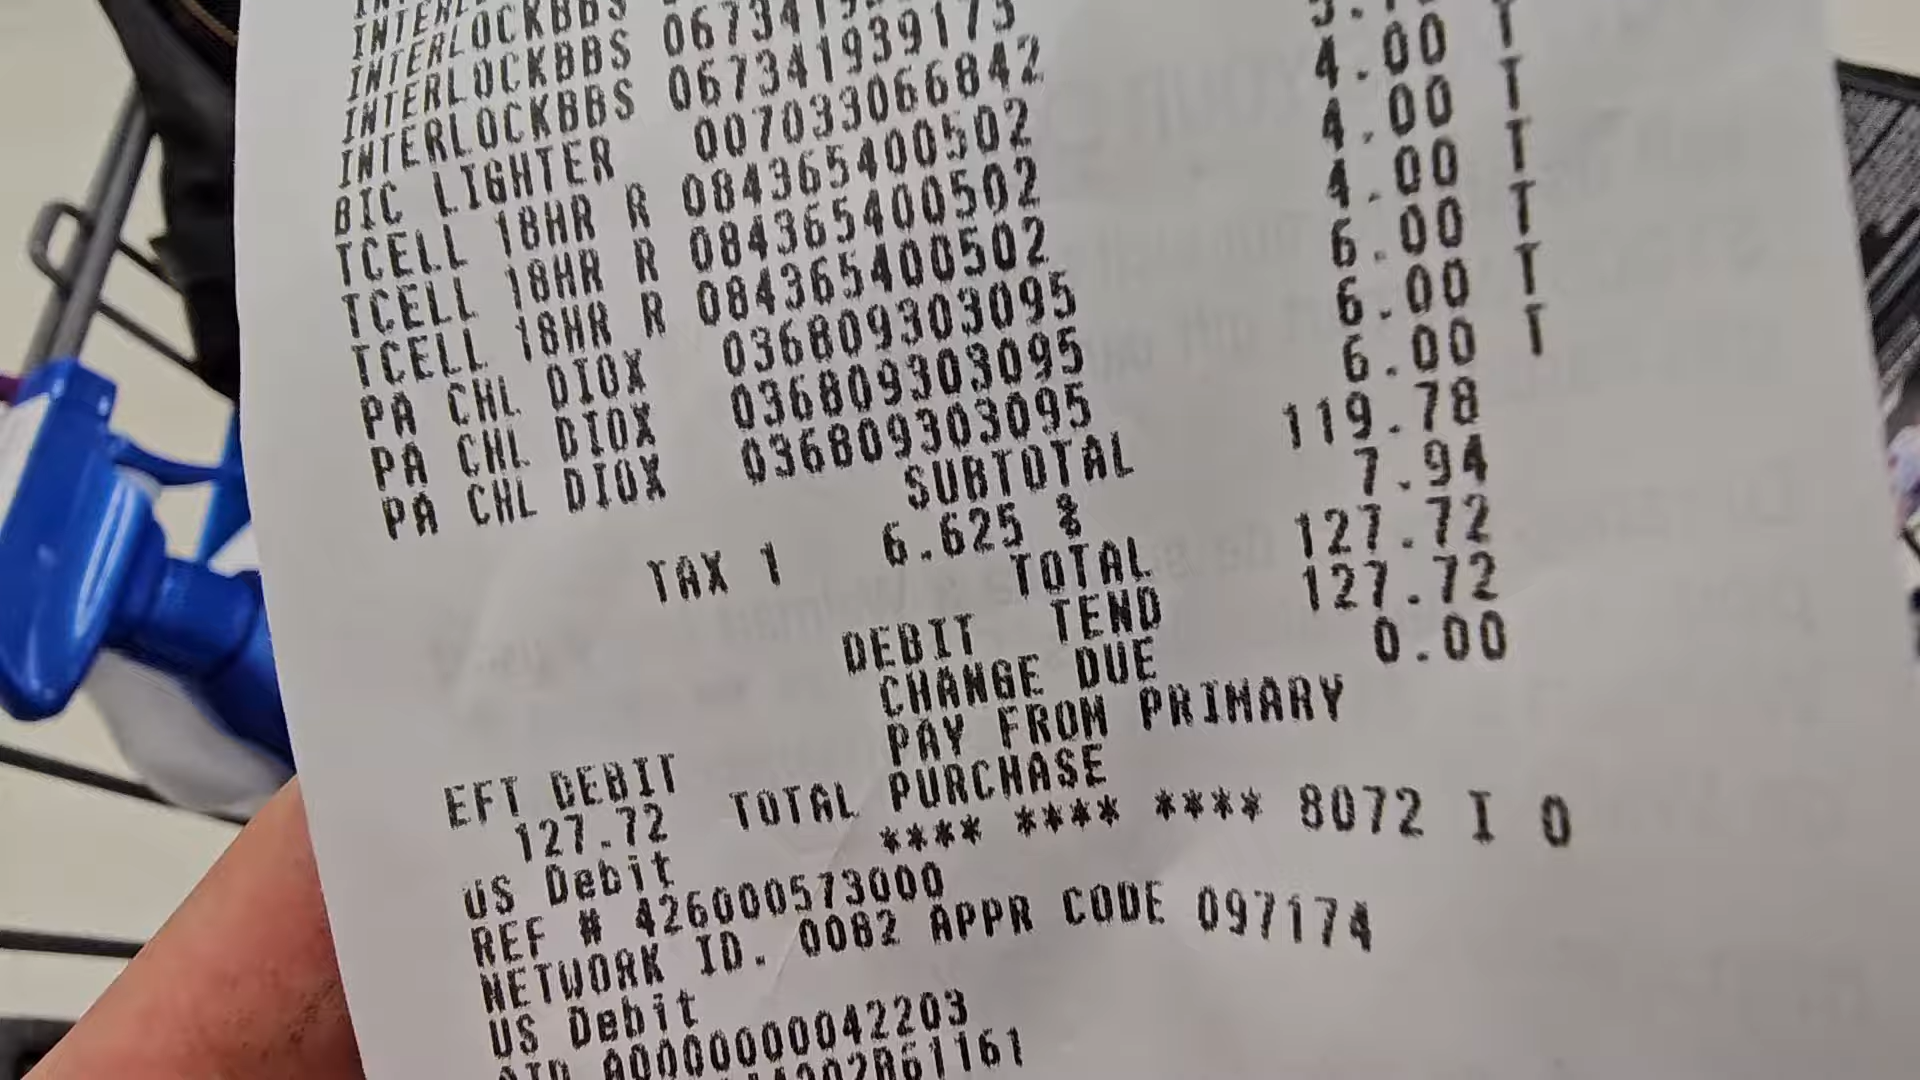 INTERLOCKBBS
INTERLOCKBBS
INTERLOCKBBS 067341939173
BIC LIGHTER 007033066842
TCELL 18HR R 084365400502 4.00 T
TCELL 18HR R 084365400502 4.00 T
TCELL 18HR R 084365400502 4.00 T
PA CHL DIOX 036809303095 6.00 T
PA CHL DIOX 036809303095 6.00 T
PA CHL DIOX 036809303095 6.00 T
SUBTOTAL 119.78
TAX 1 6.625 % 7.94
TOTAL 127.72
DEBIT TEND 127.72
CHANGE DUE 0.00
EFT DEBIT PAY FROM PRIMARY
127.72 TOTAL PURCHASE
US Debit **** **** **** 8072 I 0
REF # 426000573000
NETWORK ID. 0082 APPR CODE 097174
US Debit
AID A0000000042203